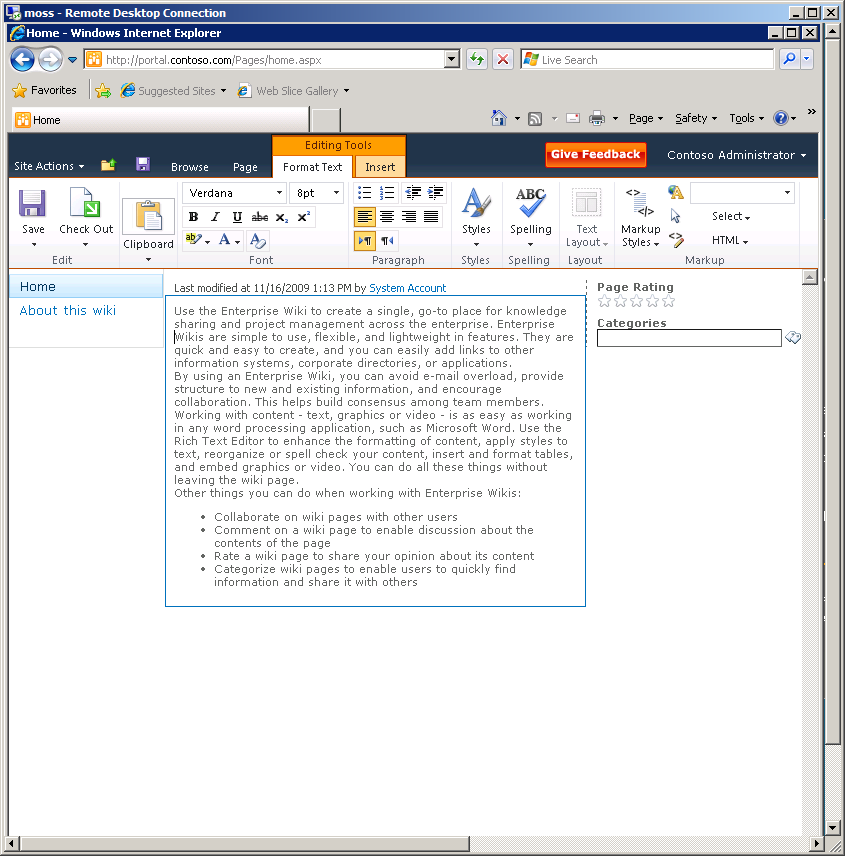 moss - Remote Desktop Connection
Home - Windows Internet Explorer
http://portal.contoso.com/Pages/home.aspx
Live Search
Favorites
Suggested Sites
Web Slice Gallery
Home
Page
Safety
Tools
»
Editing Tools
Site Actions
Browse
Page
Format Text
Insert
Give Feedback
Contoso Administrator
Save
Check Out
Clipboard
Verdana
8pt
B I U abc x₂ x²
ab
A
A
Styles
ABC
Spelling
Text Layout
Markup Styles
Select
HTML
Edit
Font
Paragraph
Styles
Spelling
Layout
Markup
Home
About this wiki
Last modified at 11/16/2009 1:13 PM by System Account
Use the Enterprise Wiki to create a single, go-to place for knowledge
sharing and project management across the enterprise. Enterprise
Wikis are simple to use, flexible, and lightweight in features. They are
quick and easy to create, and you can easily add links to other
information systems, corporate directories, or applications.
By using an Enterprise Wiki, you can avoid e-mail overload, provide
structure to new and existing information, and encourage
collaboration. This helps build consensus among team members.
Working with content - text, graphics or video - is as easy as working
in any word processing application, such as Microsoft Word. Use the
Rich Text Editor to enhance the formatting of content, apply styles to
text, reorganize or spell check your content, insert and format tables,
and embed graphics or video. You can do all these things without
leaving the wiki page.
Other things you can do when working with Enterprise Wikis:
• Collaborate on wiki pages with other users
• Comment on a wiki page to enable discussion about the
contents of the page
• Rate a wiki page to share your opinion about its content
• Categorize wiki pages to enable users to quickly find
information and share it with others
Page Rating
Categories